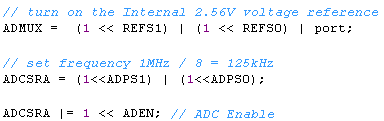 // turn on the Internal 2.56V voltage reference
ADMUX =  (1 << REFS1) | (1 << REFS0) | port;
// set frequency 1MHz / 8 = 125kHz
ADCSRA = (1<<ADPS1) | (1<<ADPS0);
ADCSRA |= 1 << ADEN; // ADC Enable